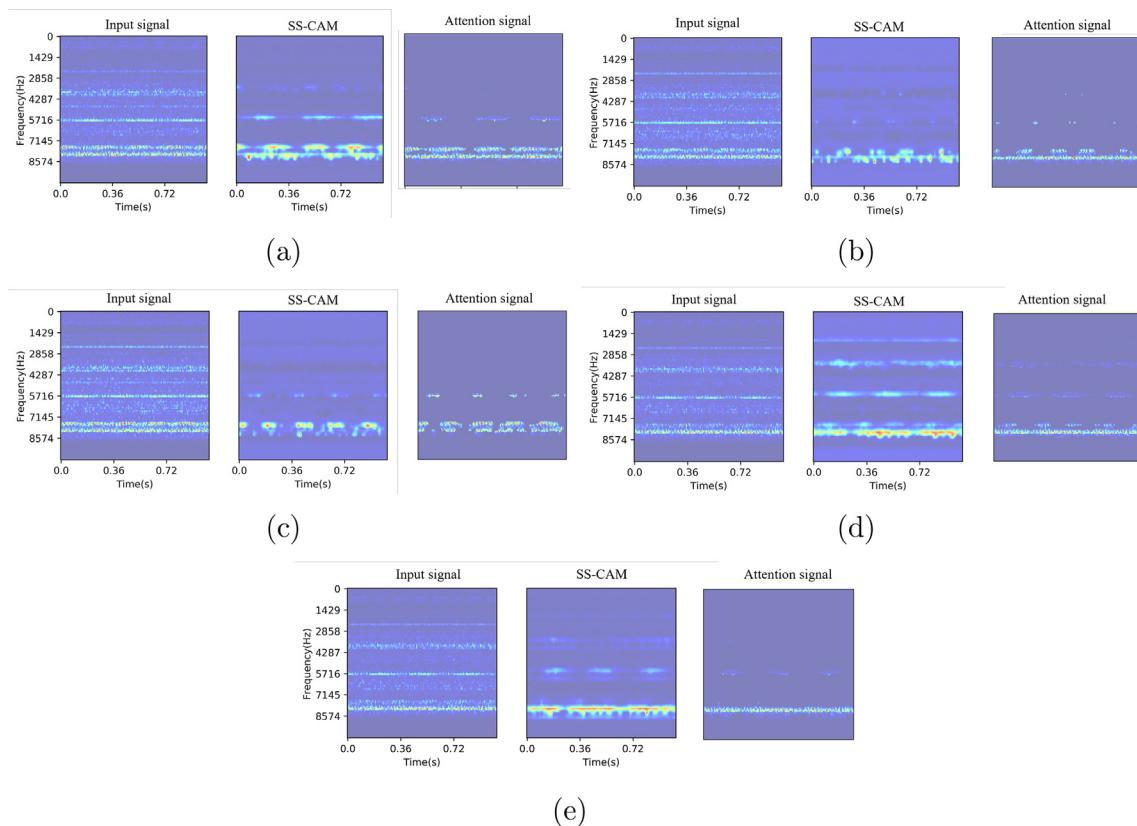 Input signal SS-CAM Attention signal
Frequency(Hz)
0
1429
2858
4287
5716
7145
8574
0.0 0.36 0.72 0.0 0.36 0.72
Time(s) Time(s)
(a)
Input signal SS-CAM Attention signal
Frequency(Hz)
0
1429
2858
4287
5716
7145
8574
0.0 0.36 0.72 0.0 0.36 0.72
Time(s) Time(s)
(b)
Input signal SS-CAM Attention signal
Frequency(Hz)
0
1429
2858
4287
5716
7145
8574
0.0 0.36 0.72 0.0 0.36 0.72
Time(s) Time(s)
(c)
Input signal SS-CAM Attention signal
Frequency(Hz)
0
1429
2858
4287
5716
7145
8574
0.0 0.36 0.72 0.0 0.36 0.72
Time(s) Time(s)
(d)
Input signal SS-CAM Attention signal
Frequency(Hz)
0
1429
2858
4287
5716
7145
8574
0.0 0.36 0.72 0.0 0.36 0.72
Time(s) Time(s)
(e)